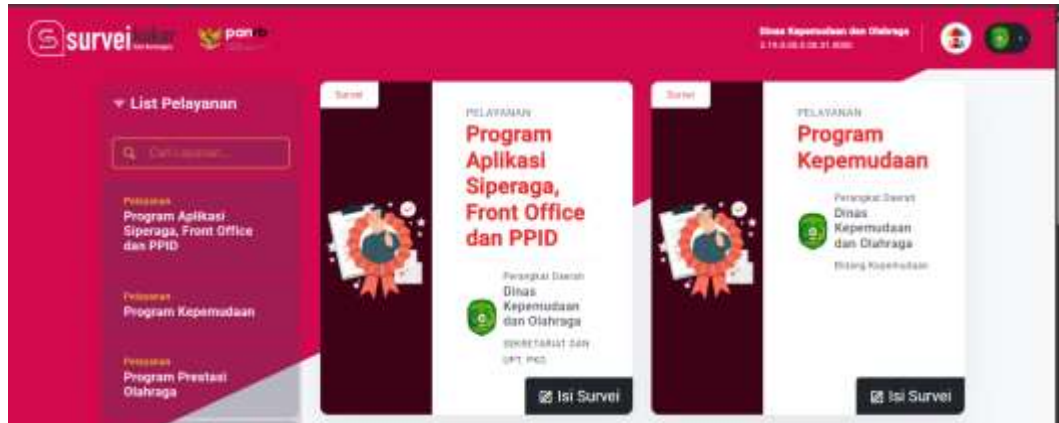 survei kukar
panrb
Dinas Kepemudaan dan Olahraga
List Pelayanan
Cari Layanan...
Pelayanan
Program Aplikasi
Siperaga, Front Office
dan PPID
Pelayanan
Program Kepemudaan
Pelayanan
Program Prestasi
Olahraga
Survei
PELAYANAN
Program
Aplikasi
Siperaga,
Front Office
dan PPID
Perangkat Daerah
Dinas
Kepemudaan
dan Olahraga
SEKRETARIAT DAN
UPT. PKO
Isi Survei
Survei
PELAYANAN
Program
Kepemudaan
Perangkat Daerah
Dinas
Kepemudaan
dan Olahraga
Bidang Kepemudaan
Isi Survei